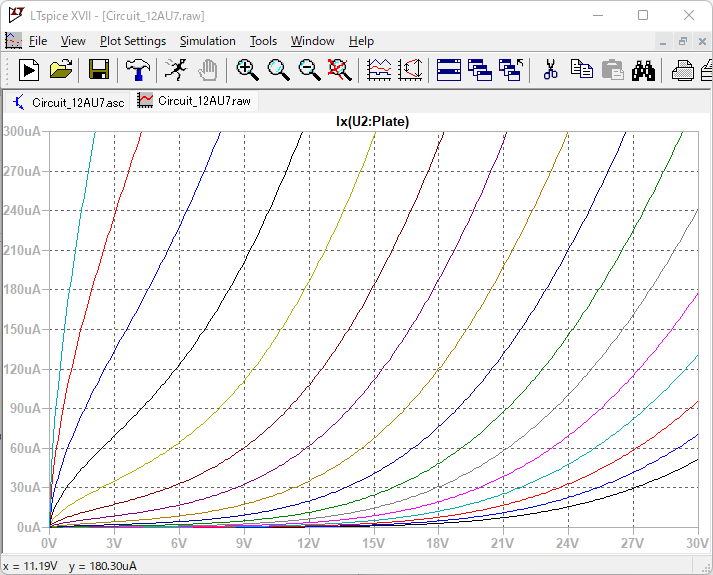 LTspice XVII - [Circuit_12AU7.raw]
File View Plot Settings Simulation Tools Window Help
Circuit_12AU7.asc Circuit_12AU7.raw
Ix(U2:Plate)
300uA
270uA
240uA
210uA
180uA
150uA
120uA
90uA
60uA
30uA
0uA
0V 3V 6V 9V 12V 15V 18V 21V 24V 27V 30V
x = 11.19V y = 180.30uA